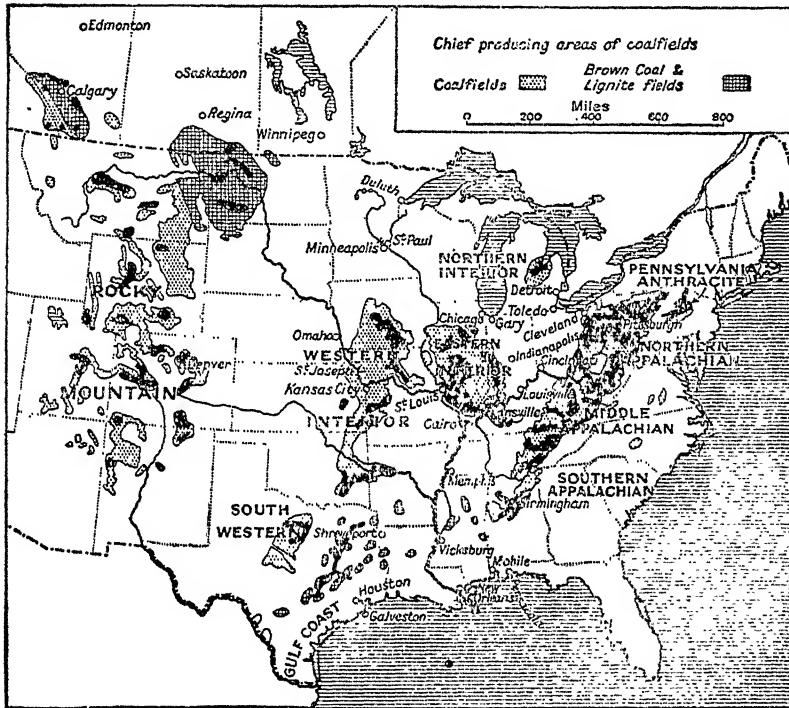 Edmonton
Chief producing areas of coalfields
Coalfields
Brown Coal &
Lignite fields
Miles
0 200 400 600 800
Saskatoon
Calgary
Regina
Winnipeg
Duluth
St. Paul
Minneapolis
NORTHERN
INTERIOR
Detroit
PENNSYLVANIA
ANTHRACITE
ROCKY
MOUNTAIN
Denver
Omaha
WESTERN
INTERIOR
St. Joseph
Kansas City
Chicago
Gary
Toledo
Cleveland
Indianapolis
Pittsburgh
Cincinnati
EASTERN
INTERIOR
NORTHERN
APPALACHIAN
St. Louis
Louisville
Cairo
MIDDLE
APPALACHIAN
Memphis
SOUTHERN
APPALACHIAN
Birmingham
SOUTH
WESTERN
Shreveport
Vicksburg
Mobile
New
Orleans
Houston
Galveston
GULF COAST